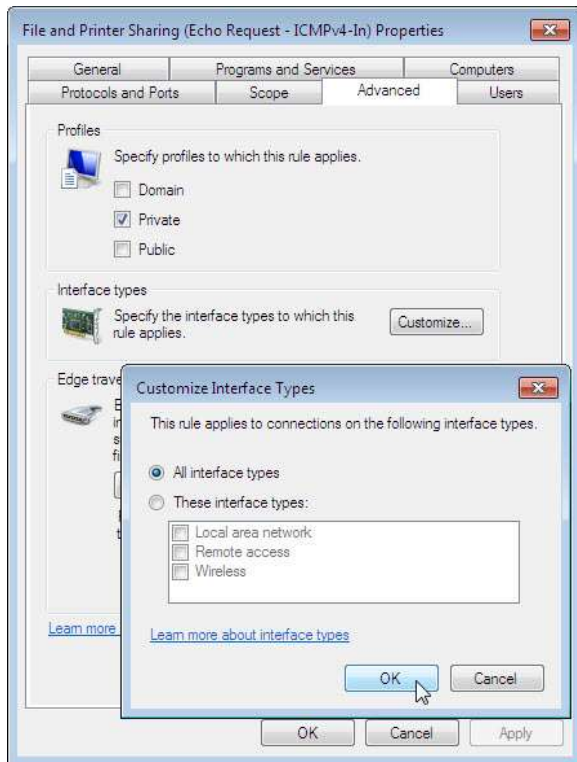 File and Printer Sharing (Echo Request - ICMPv4-In) Properties
General
Programs and Services
Computers
Protocols and Ports
Scope
Advanced
Users
Profiles
Specify profiles to which this rule applies.
Domain
Private
Public
Interface types
Specify the interface types to which this
rule applies.
Customize...
Edge
Customize Interface Types
This rule applies to connections on the following interface types.
All interface types
These interface types:
Local area network
Remote access
Wireless
Learn more about interface types
OK
Cancel
Learn more
OK
Cancel
Apply